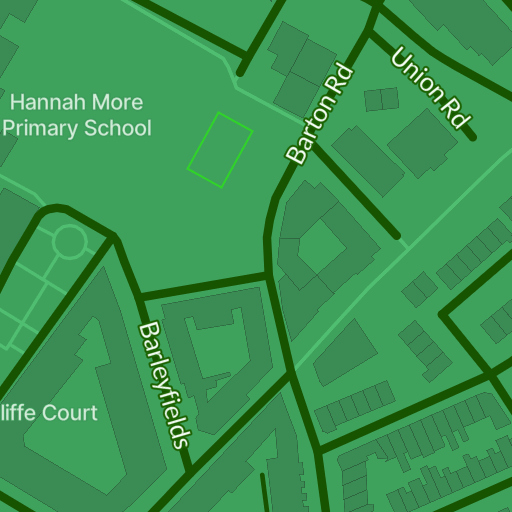 Union Rd
Hannah More
Primary School
Barton Rd
Barleyfields
liffe Court